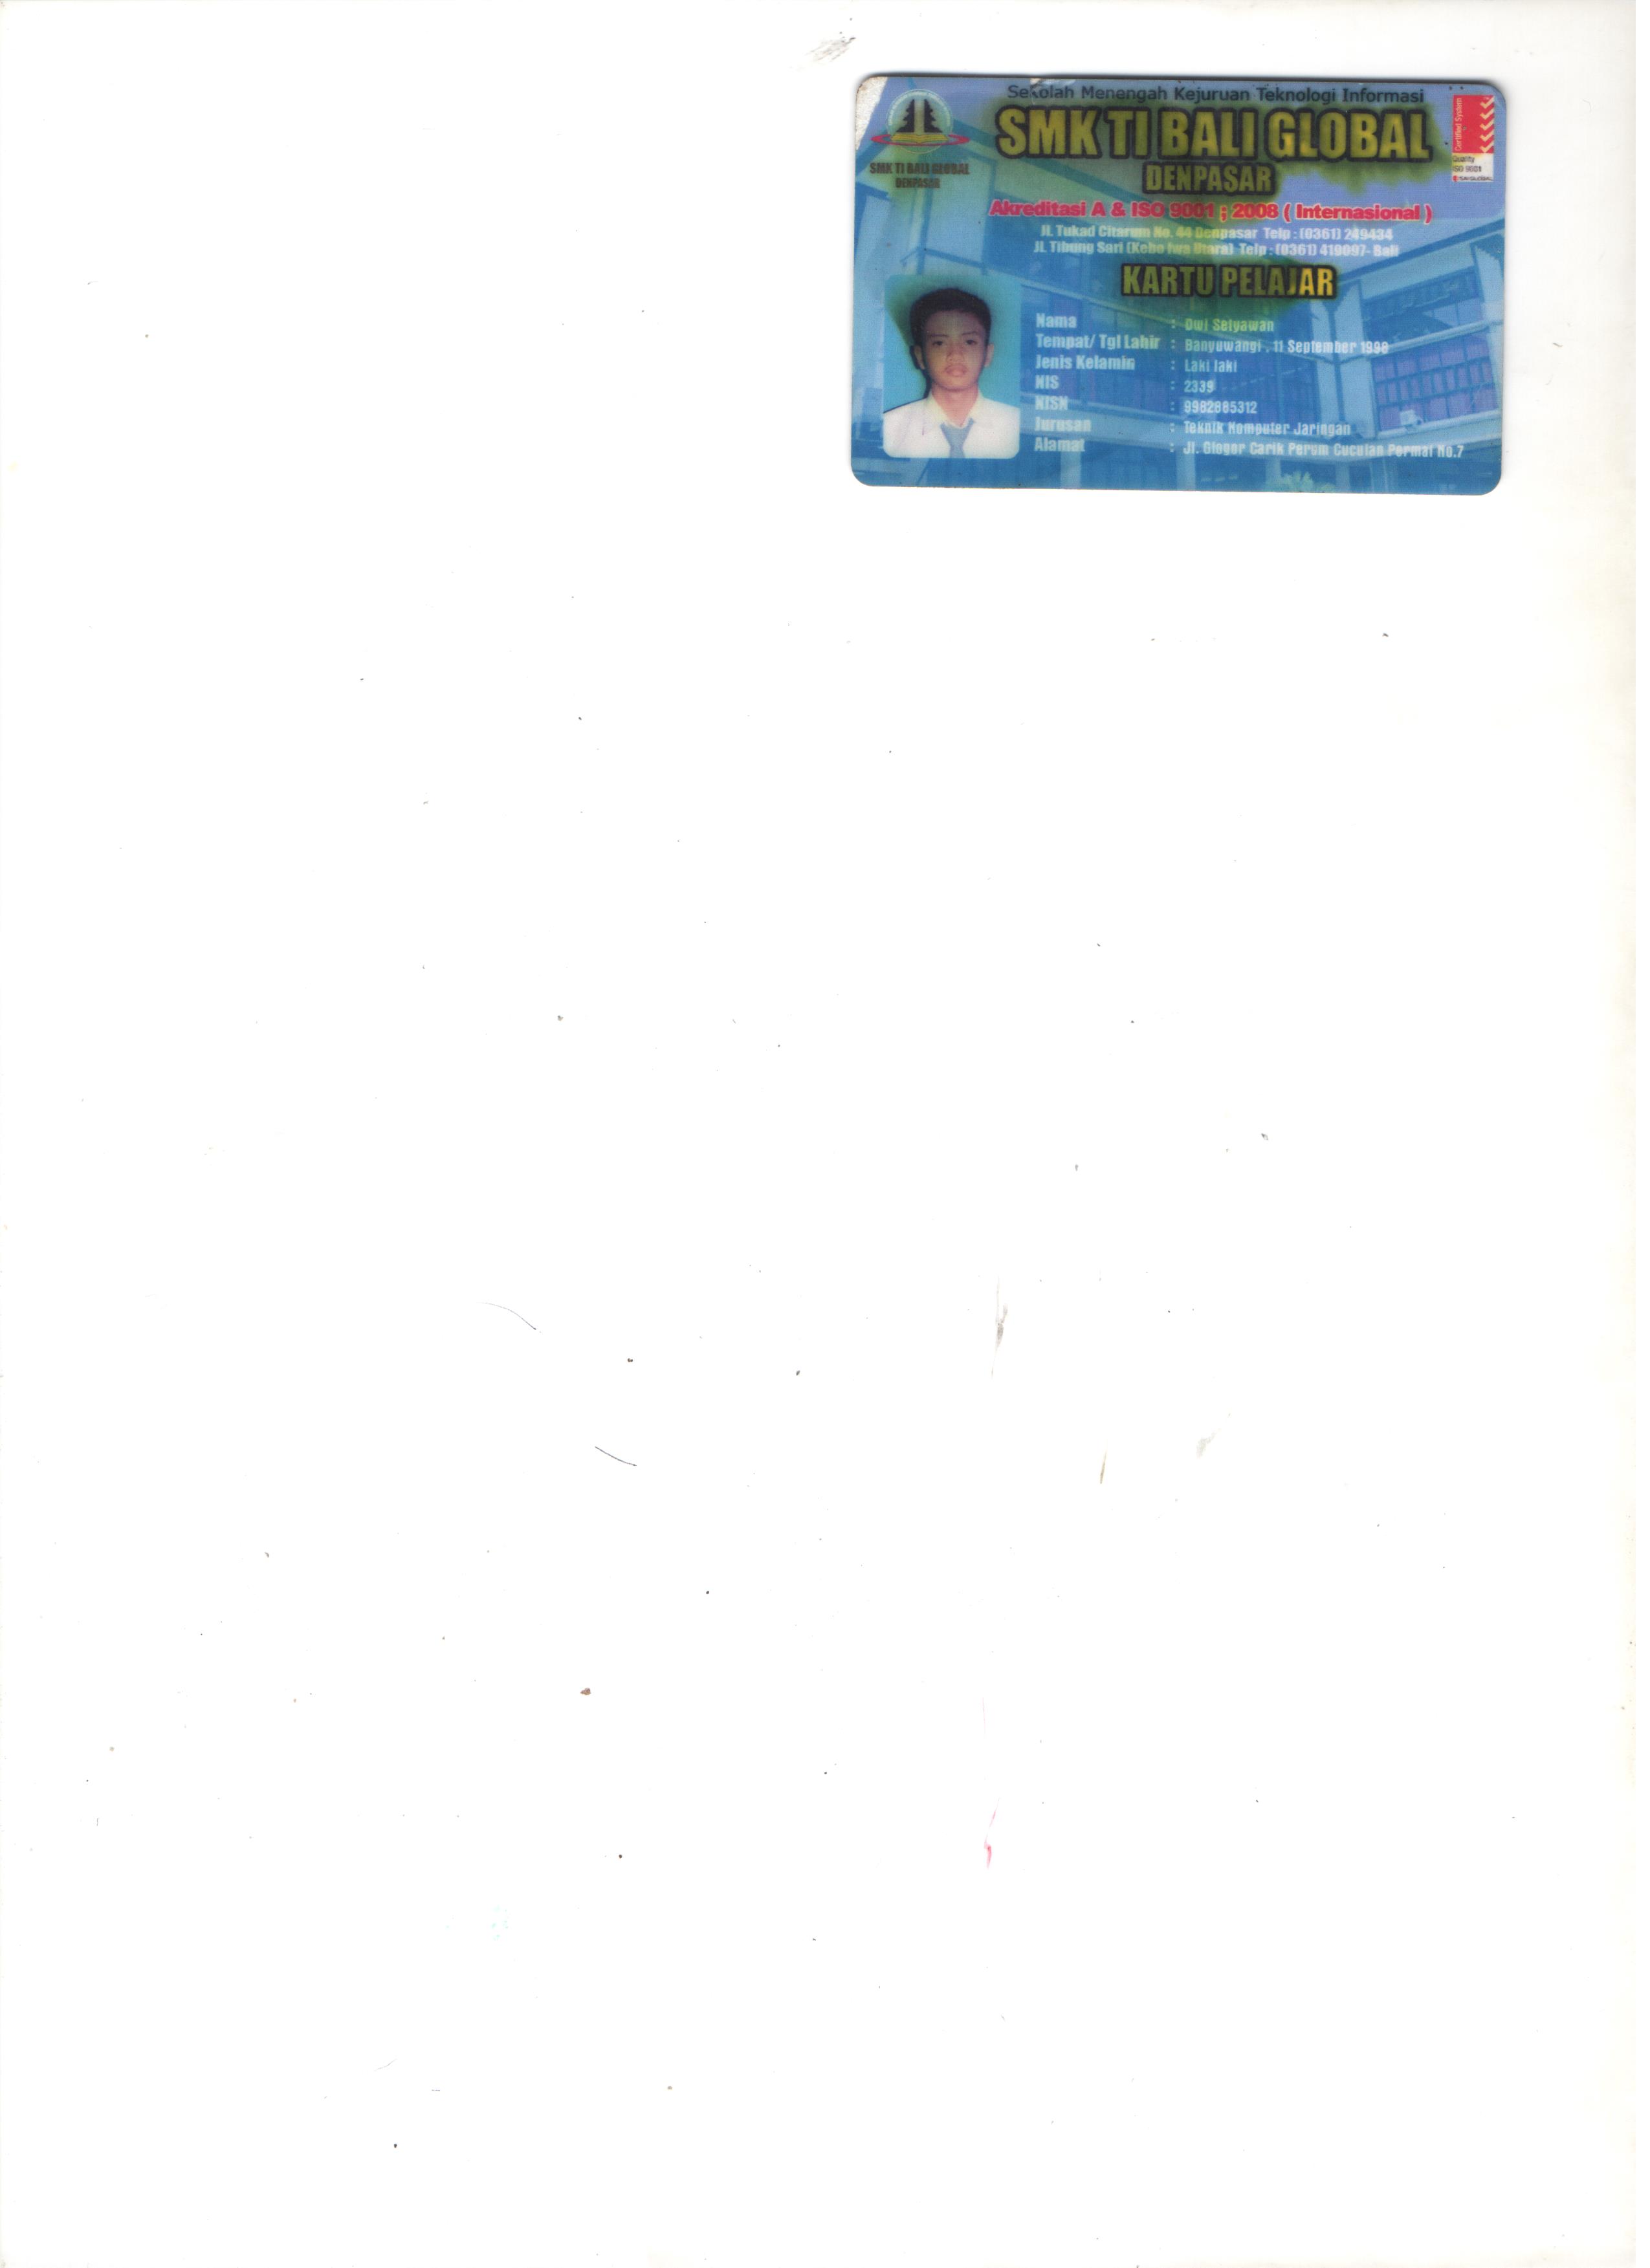 Sekolah Menengah Kejuruan Teknologi Informasi
SMK TI BALI GLOBAL
DENPASAR
SMK TI BALI GLOBAL
DENPASAR
Certified System
Quality
ISO 9001
SAI GLOBAL
Akreditasi A & ISO 9001 ; 2008 ( Internasional )
Jl. Tukad Citarum No. 44 Denpasar Telp : (0361) 249434
JL. Tibung Sari (Kebo Iwa Utara) Telp : (0361) 419097- Bali
KARTU PELAJAR
Nama : Dwi Setyawan
Tempat/ Tgl Lahir : Banyuwangi , 11 September 1998
Jenis Kelamin : Laki laki
NIS : 2339
NISN : 9982885312
Jurusan : Teknik Komputer Jaringan
Alamat : Jl. Glogor Carik Perum Cuculan Permai No.7